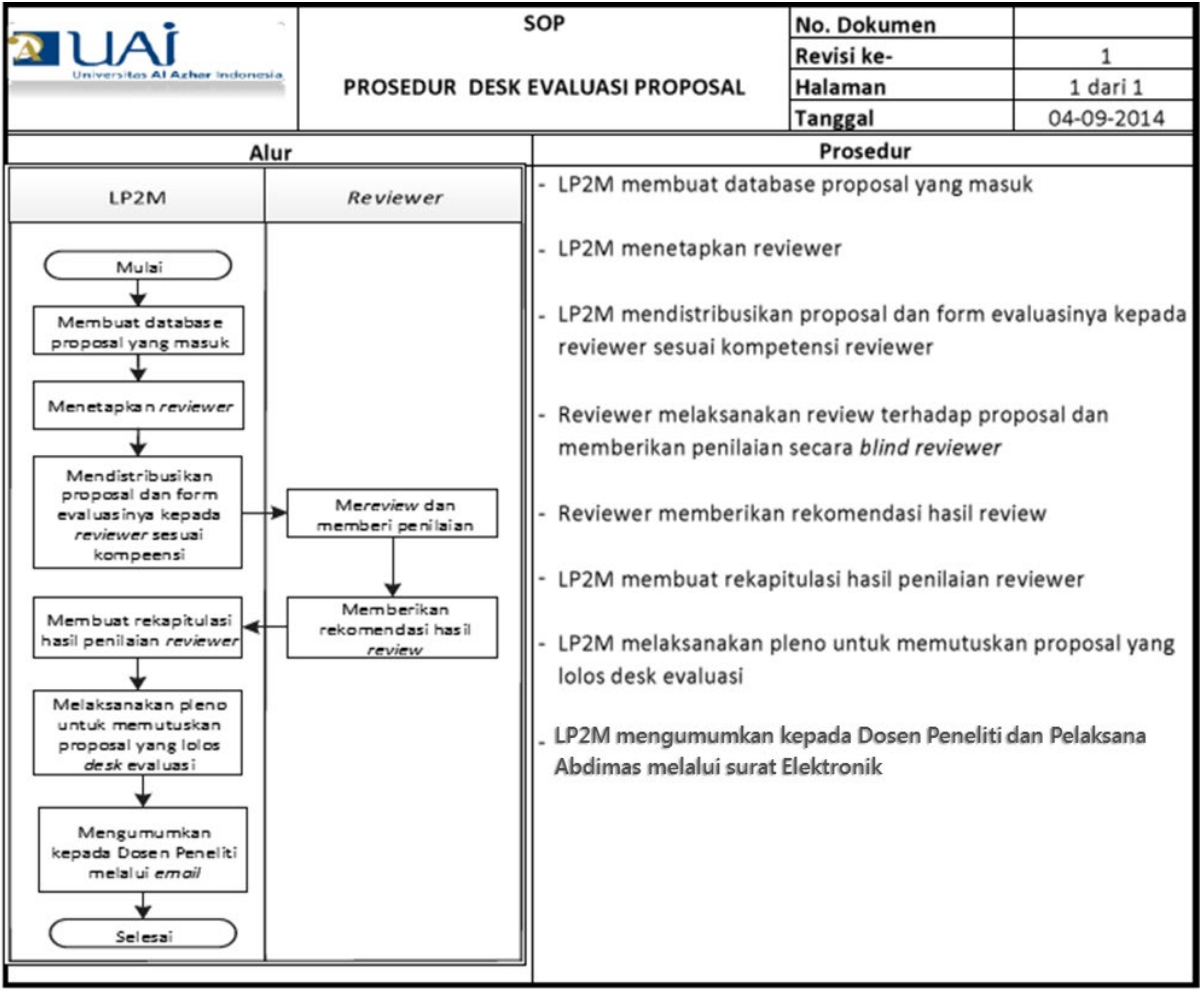 UAI
Universitas Al Azhar Indonesia
SOP
PROSEDUR DESK EVALUASI PROPOSAL
No. Dokumen
Revisi ke- 1
Halaman 1 dari 1
Tanggal 04-09-2014
Alur
Prosedur
LP2M
Reviewer
Mulai
Membuat database
proposal yang masuk
Menetapkan reviewer
Mendistribusikan
proposal dan form
evaluasinya kepada
reviewer sesuai
kompeensi
Mereview dan
memberi penilaian
Memberikan
rekomendasi hasil
review
Membuat rekapitulasi
hasil penilaian reviewer
Melaksanakan pleno
untuk memutuskan
proposal yang lolos
desk evaluasi
Mengumumkan
kepada Dosen Peneliti
melalui email
Selesai
- LP2M membuat database proposal yang masuk
- LP2M menetapkan reviewer
- LP2M mendistribusikan proposal dan form evaluasinya kepada
reviewer sesuai kompetensi reviewer
- Reviewer melaksanakan review terhadap proposal dan
memberikan penilaian secara blind reviewer
- Reviewer memberikan rekomendasi hasil review
- LP2M membuat rekapitulasi hasil penilaian reviewer
- LP2M melaksanakan pleno untuk memutuskan proposal yang
lolos desk evaluasi
- LP2M mengumumkan kepada Dosen Peneliti dan Pelaksana
Abdimas melalui surat Elektronik